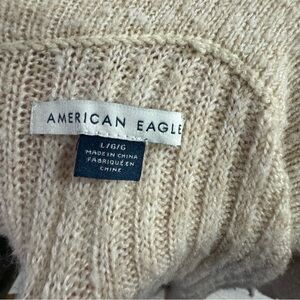 AMERICAN EAGLE
L/G/G
MADE IN CHINA
FABRIQUÉ EN
CHINE